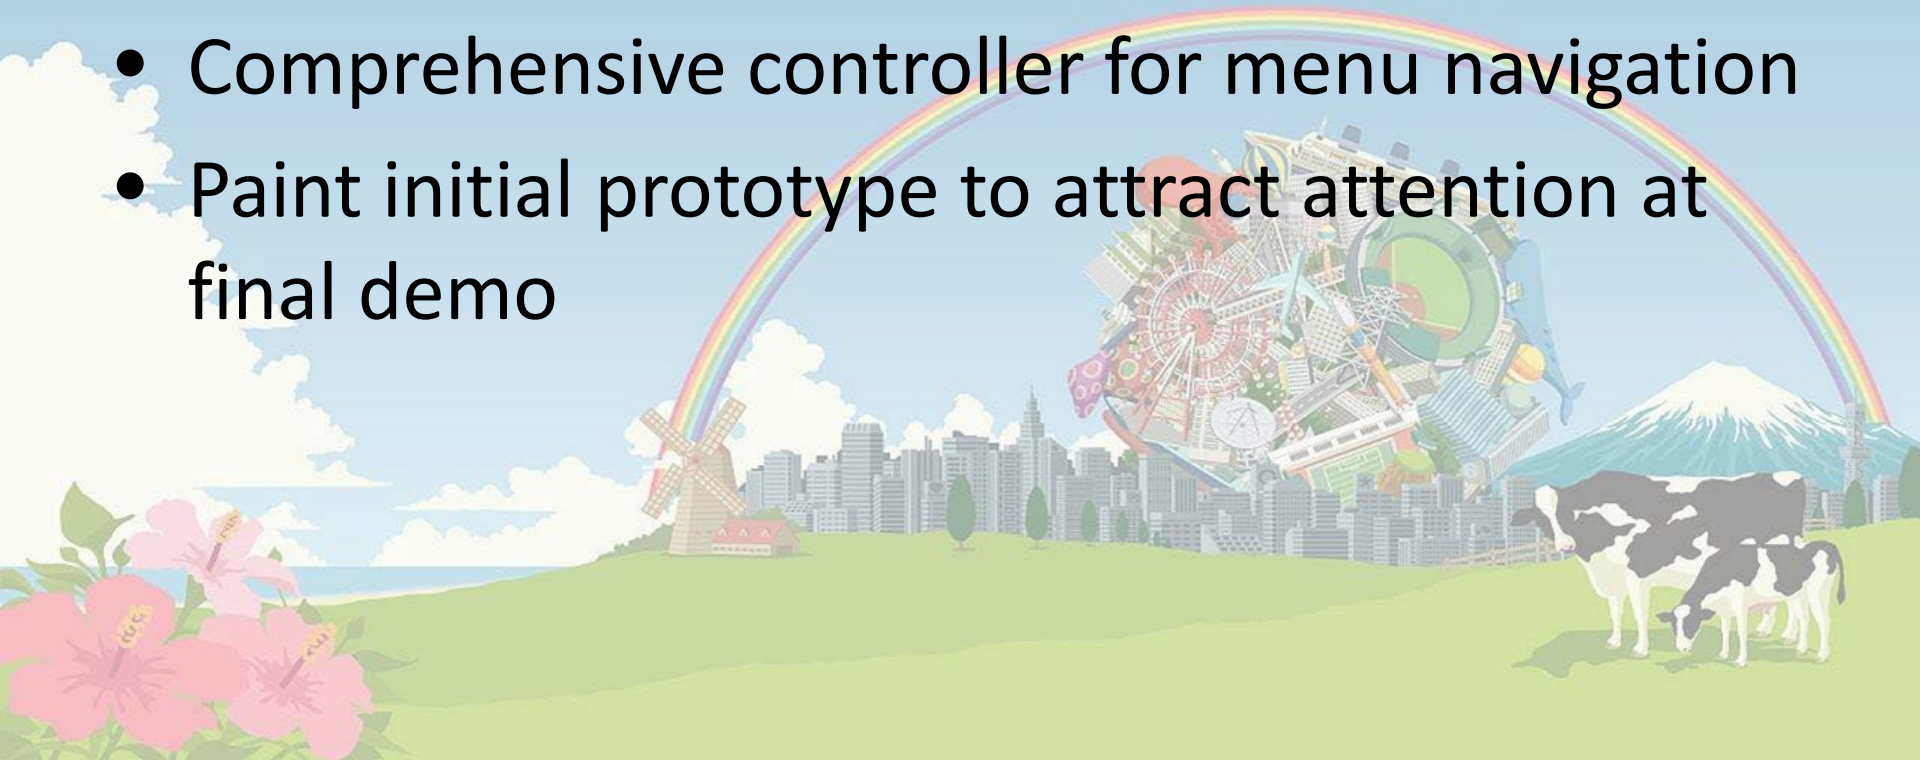 • Comprehensive controller for menu navigation
• Paint initial prototype to attract attention at
final demo